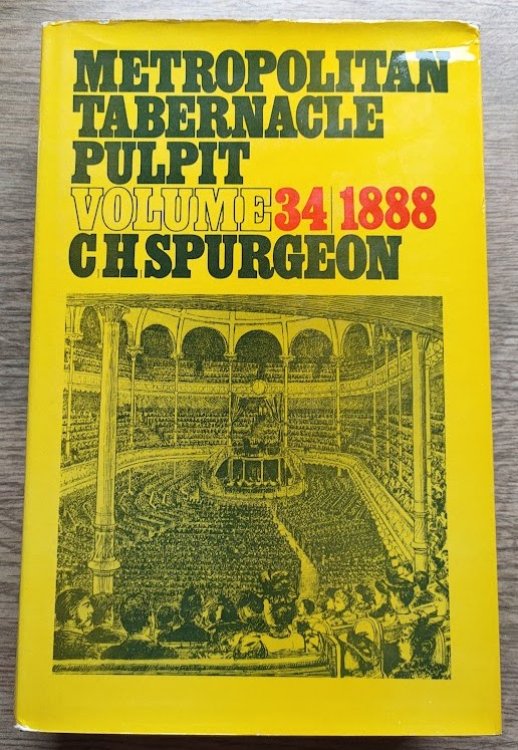 METROPOLITAN
TABERNACLE
PULPIT
VOLUME 34|1888
C|H|SPURGEON